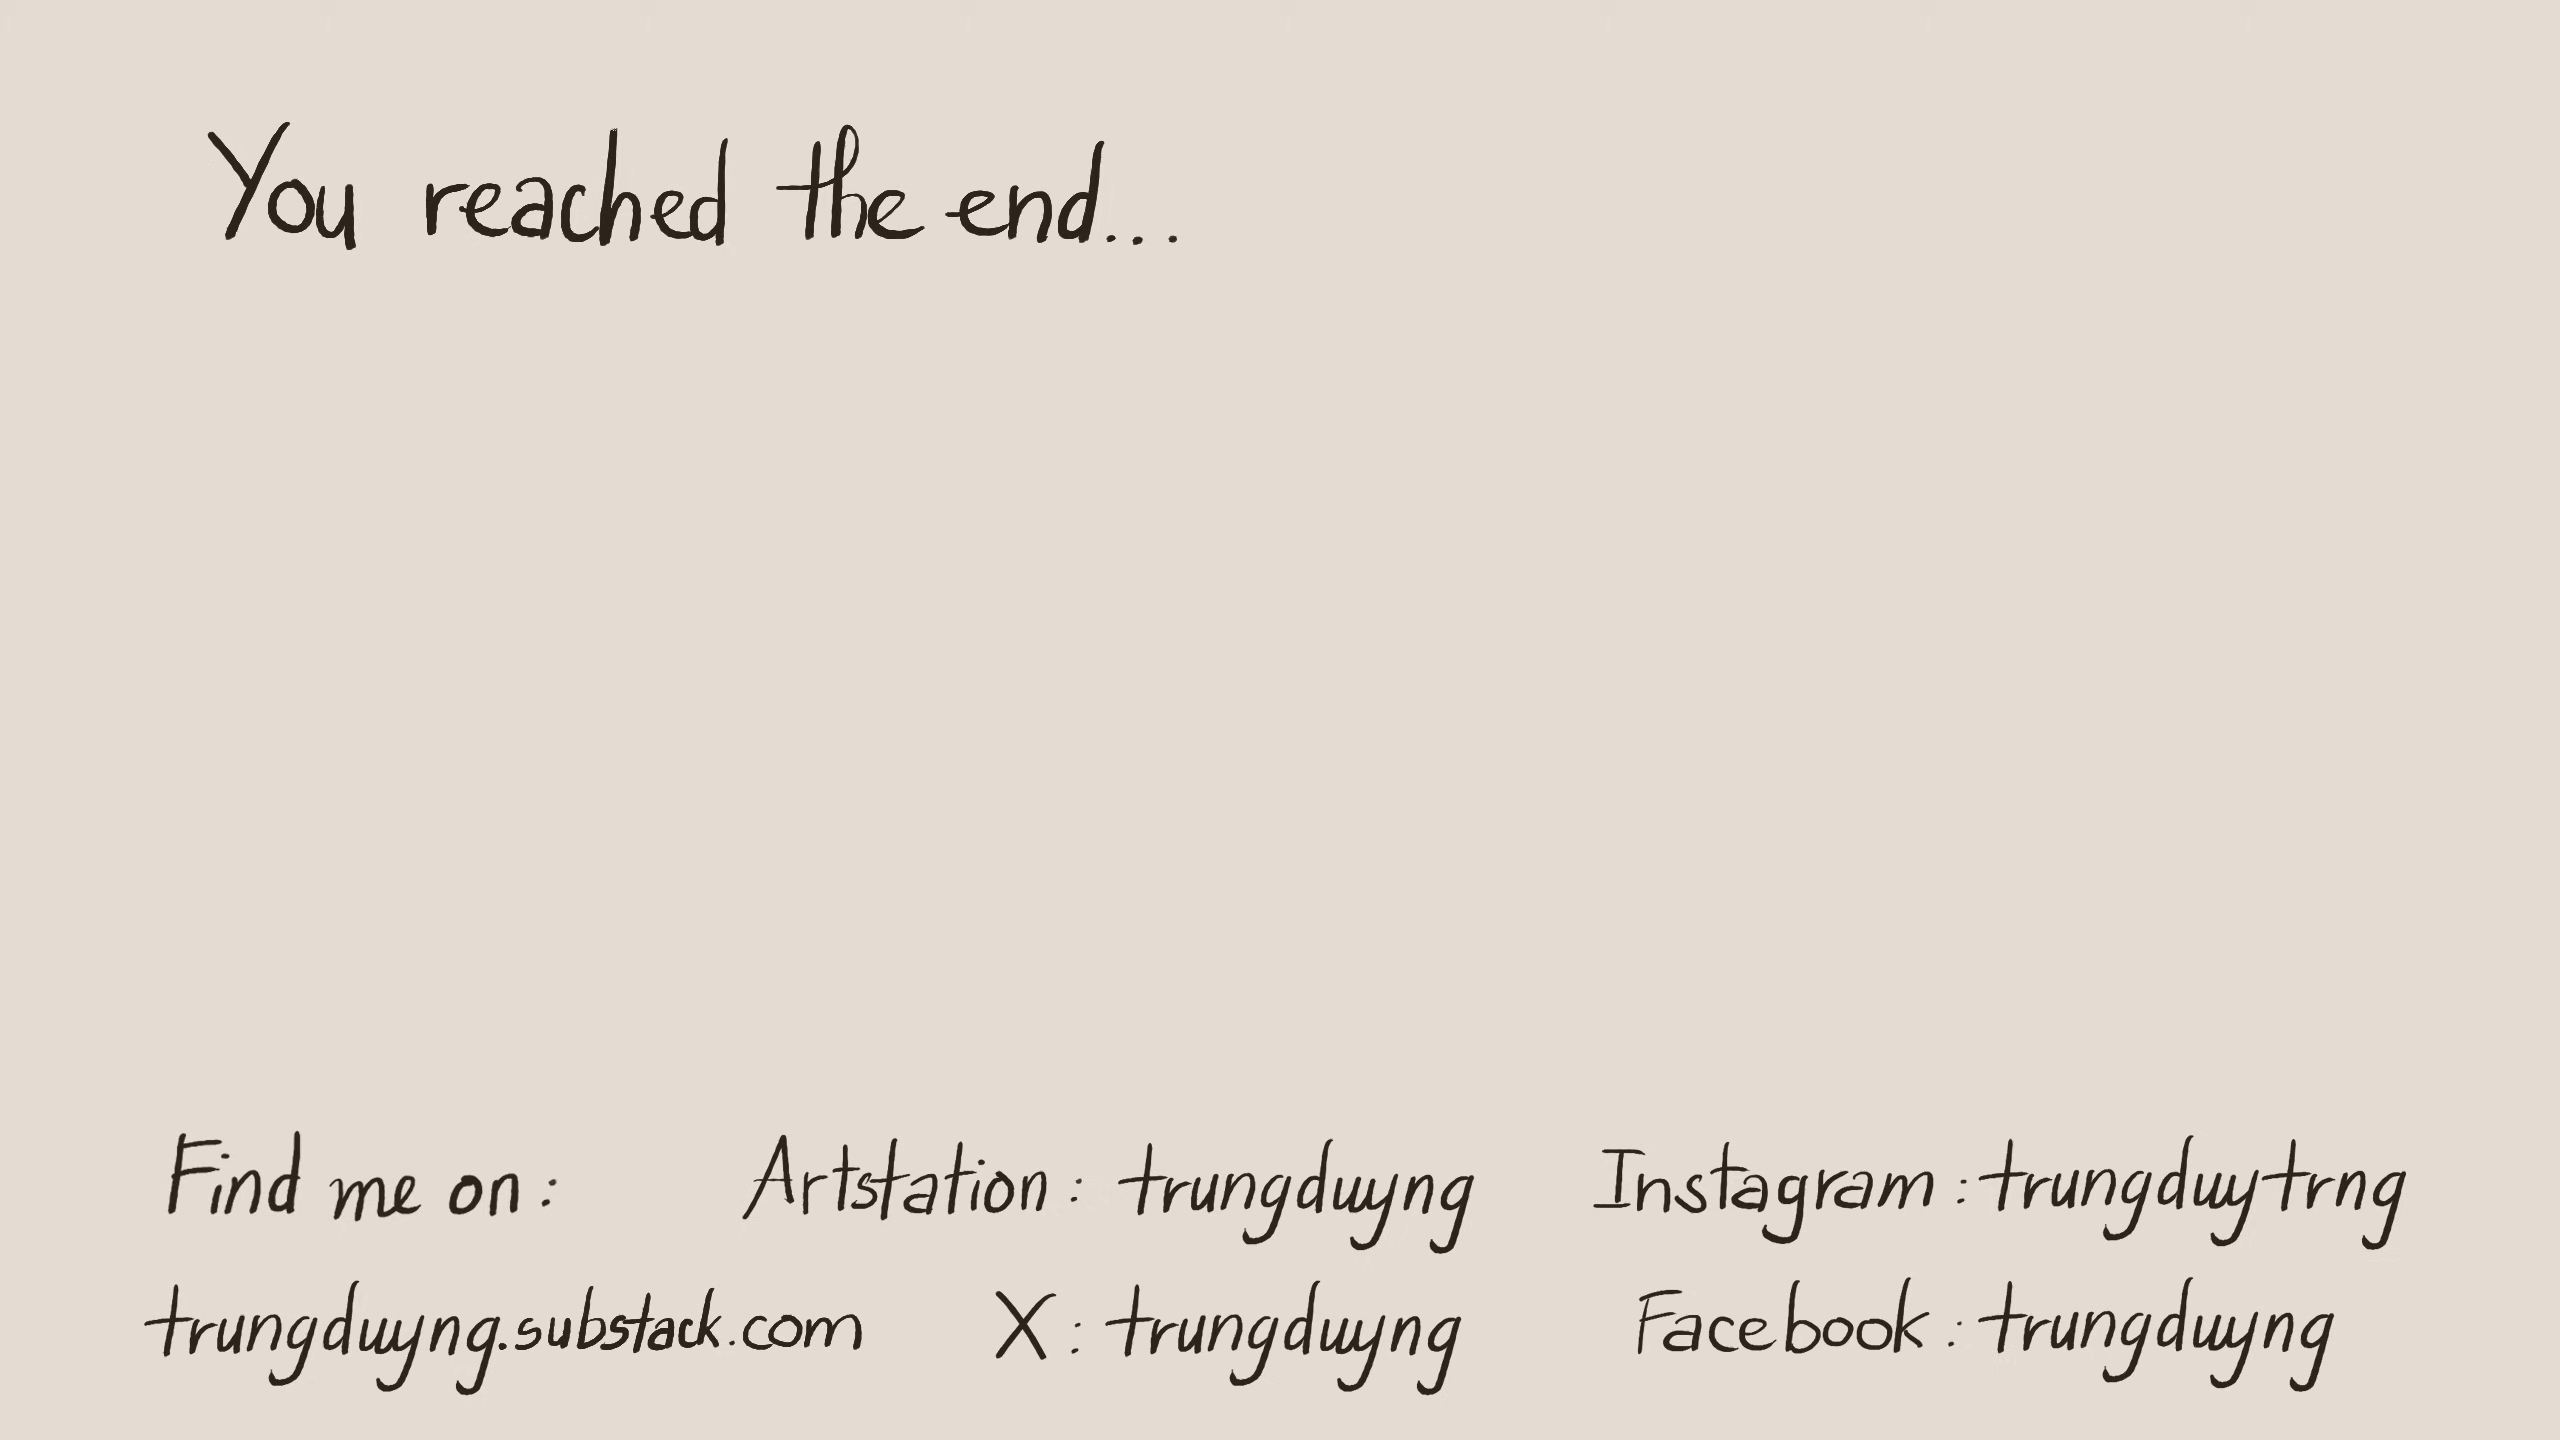 You reached the end...
Find me on : Artstation : trungduyng Instagram : trungduytrng
trungduyng.substack.com X : trungduyng Facebook : trungduyng